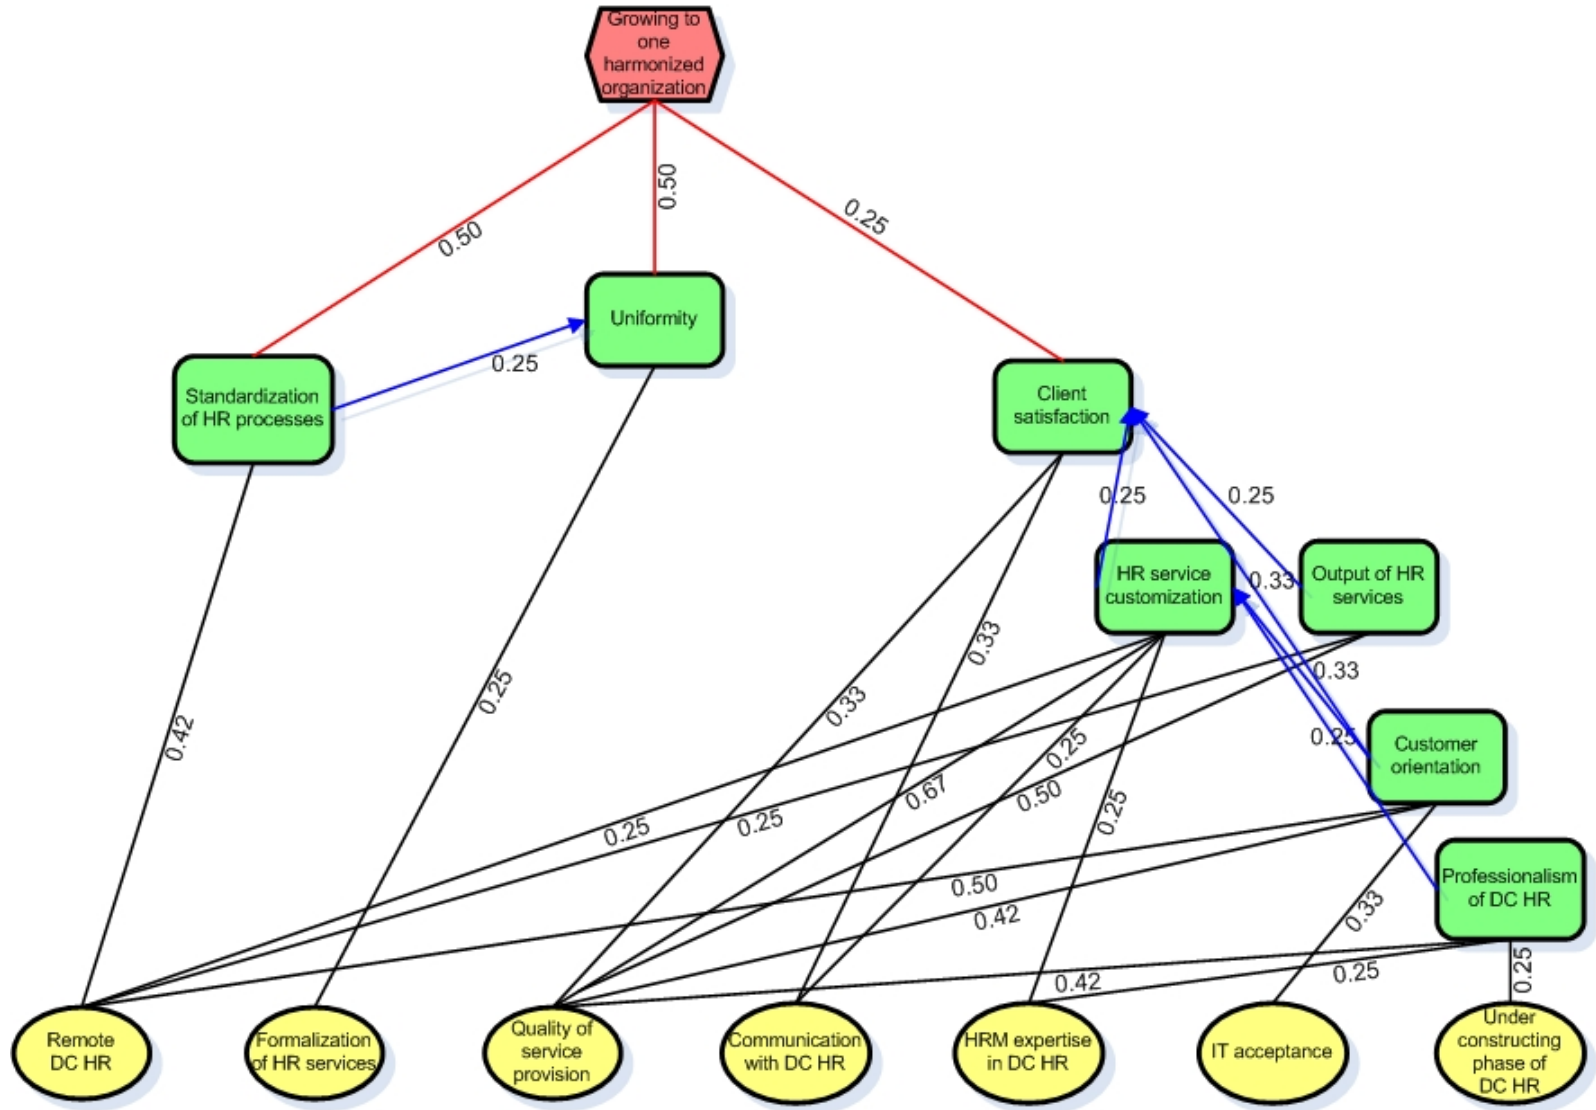 Growing to
one
harmonized
organization
0.50
0.50
0.25
Uniformity
0.25
Standardization
of HR processes
Client
satisfaction
0.25
0.25
HR service
customization
Output of HR
services
0.33
0.33
0.33
0.33
0.25
0.42
0.25
Customer
orientation
0.25
0.67
0.50
0.25
0.25
0.25
Professionalism
of DC HR
0.50
0.42
0.33
0.42
0.25
0.25
Remote
DC HR
Formalization
of HR services
Quality of
service
provision
Communication
with DC HR
HRM expertise
in DC HR
IT acceptance
Under
constructing
phase of
DC HR